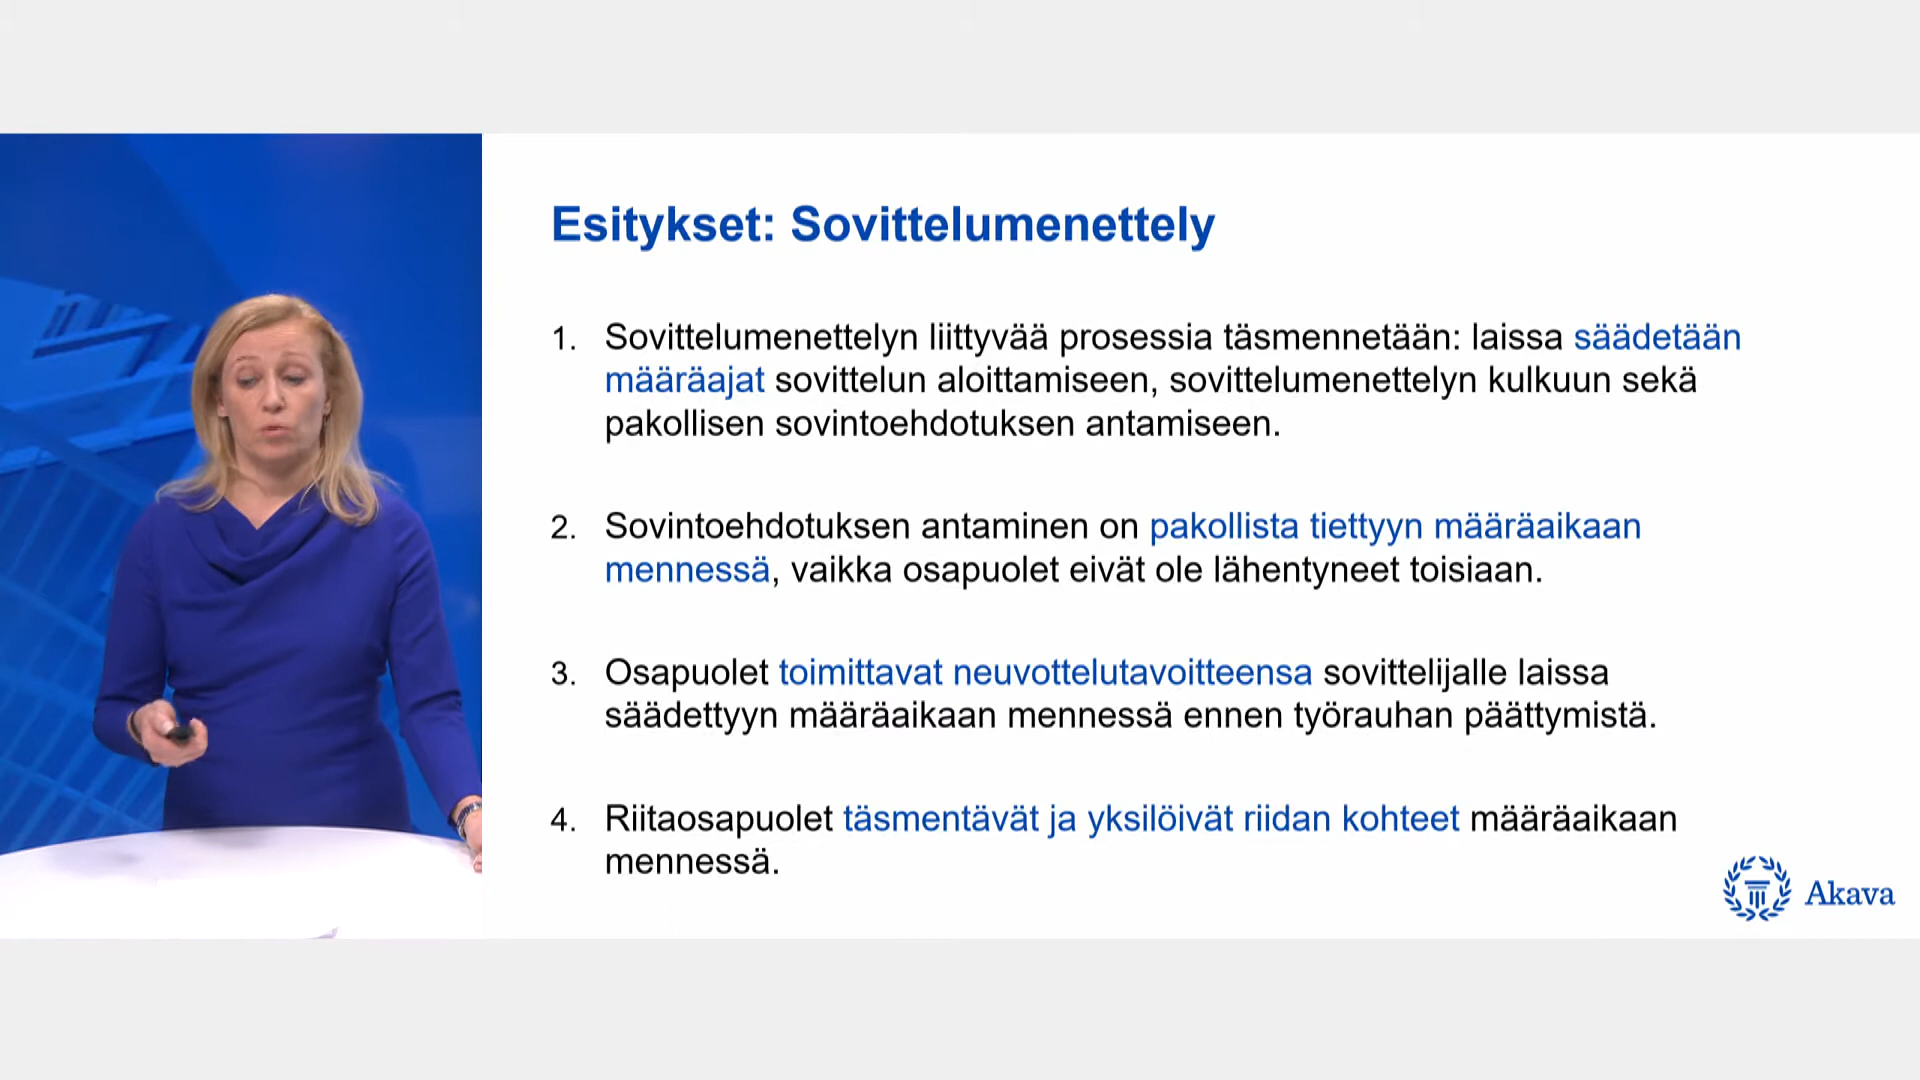 Esitykset: Sovittelumenettely
1. Sovittelumenettelyn liittyvää prosessia täsmennetään: laissa säädetään
määräajat sovittelun aloittamiseen, sovittelumenettelyn kulkuun sekä
pakollisen sovintoehdotuksen antamiseen.
2. Sovintoehdotuksen antaminen on pakollista tiettyyn määräaikaan
mennessä, vaikka osapuolet eivät ole lähentyneet toisiaan.
3. Osapuolet toimittavat neuvottelutavoitteensa sovittelijalle laissa
säädettyyn määräaikaan mennessä ennen työrauhan päättymistä.
4. Riitaosapuolet täsmentävät ja yksilöivät riidan kohteet määräaikaan
mennessä.
Akava